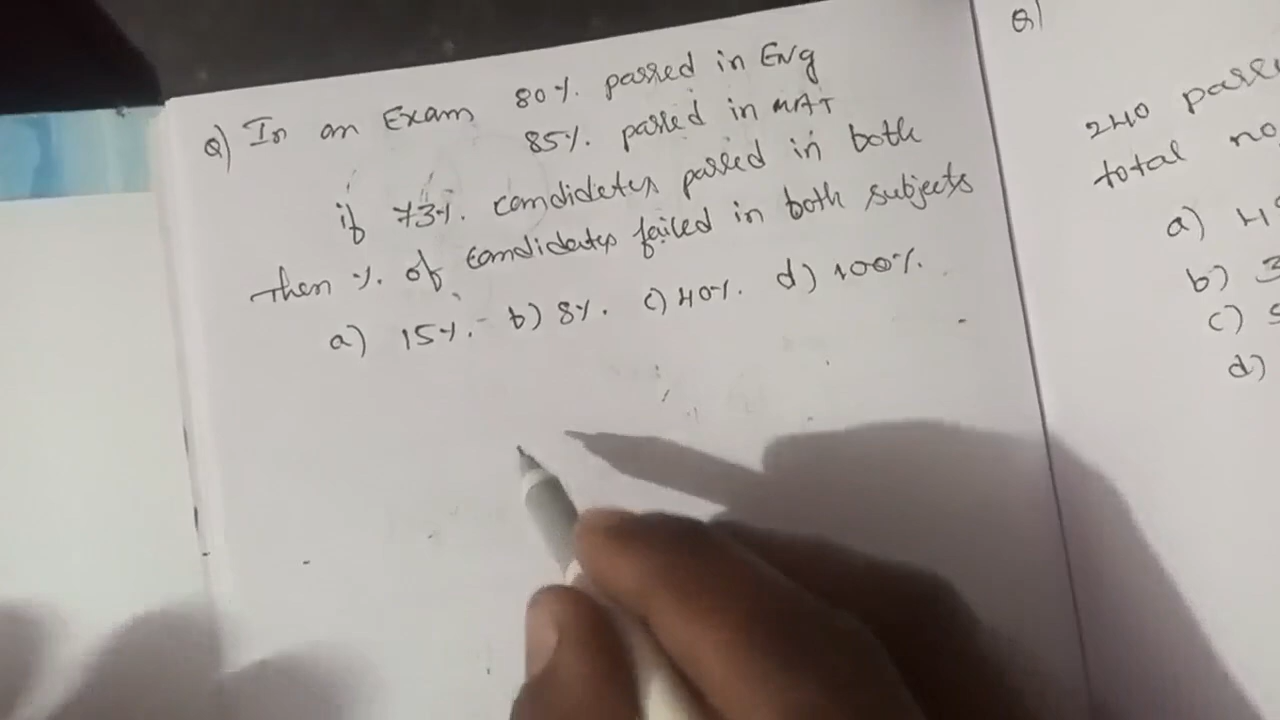 Q) In an Exam 80%. passed in ENg
85%. passed in MAT
if 73%. candidates passed in both
then %. of candidates failed in both subjects
a) 15%. b) 8%. c) 40%. d) 100%.
Q)
240 pass
total no
a) 4
b) 3
c) 5
d)